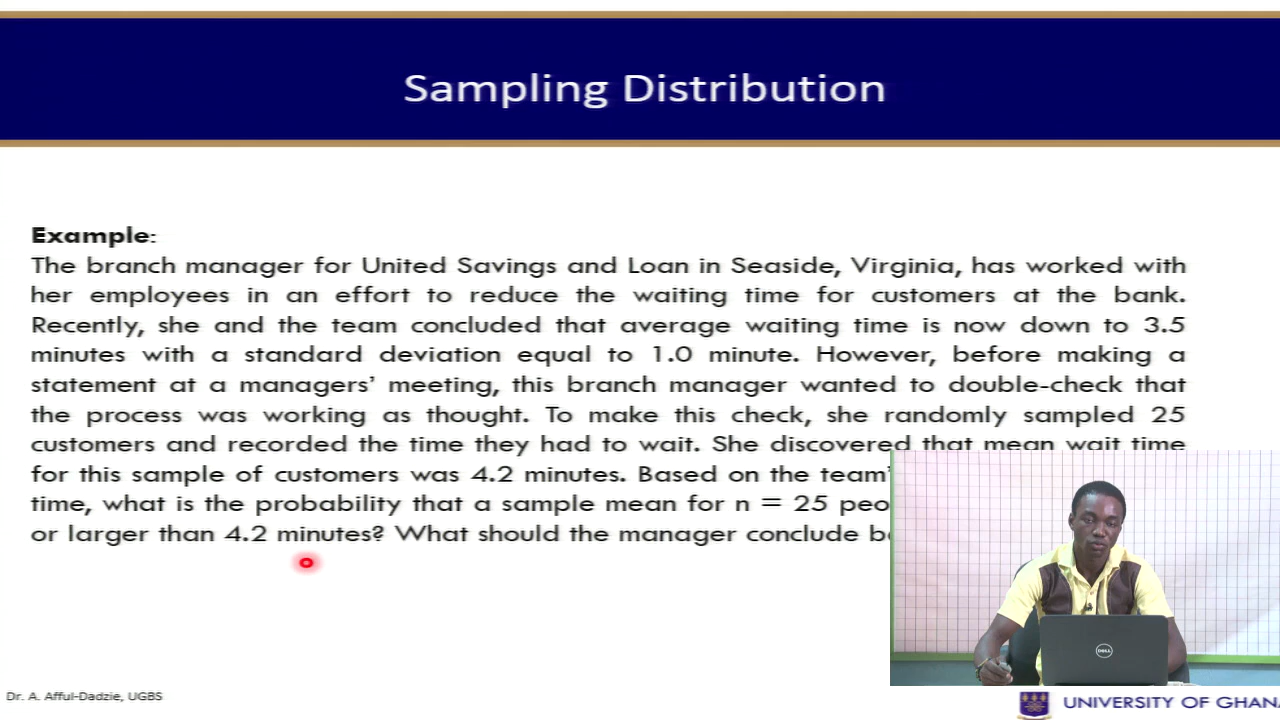 Sampling Distribution
Example:
The branch manager for United Savings and Loan in Seaside, Virginia, has worked with
her employees in an effort to reduce the waiting time for customers at the bank.
Recently, she and the team concluded that average waiting time is now down to 3.5
minutes with a standard deviation equal to 1.0 minute. However, before making a
statement at a managers’ meeting, this branch manager wanted to double-check that
the process was working as thought. To make this check, she randomly sampled 25
customers and recorded the time they had to wait. She discovered that mean wait time
for this sample of customers was 4.2 minutes. Based on the team’
time, what is the probability that a sample mean for n = 25 peo
or larger than 4.2 minutes? What should the manager conclude
DELL
Dr. A. Afful-Dadzie, UGBS
UNIVERSITY OF GHAN